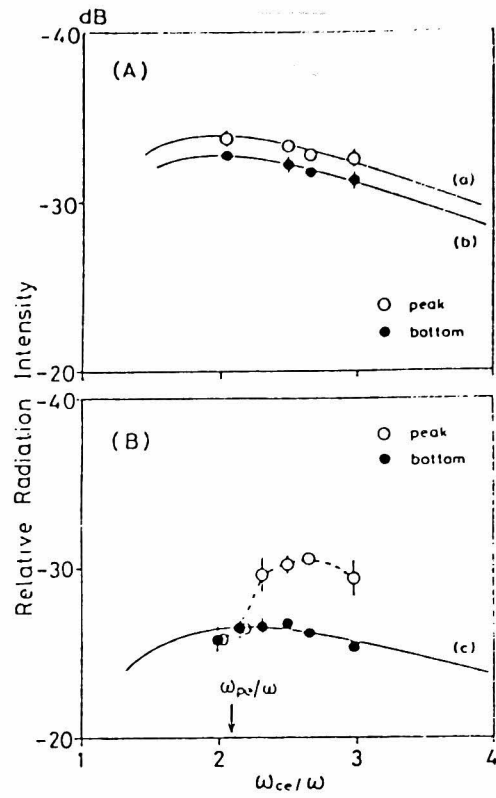 dB
-40
(A)
(a)
-30
(b)
peak
bottom
-20
-40
(B)
peak
bottom
-30
(c)
ωpe/ω
-20
1
2
3
4
ωce/ω
Relative Radiation Intensity